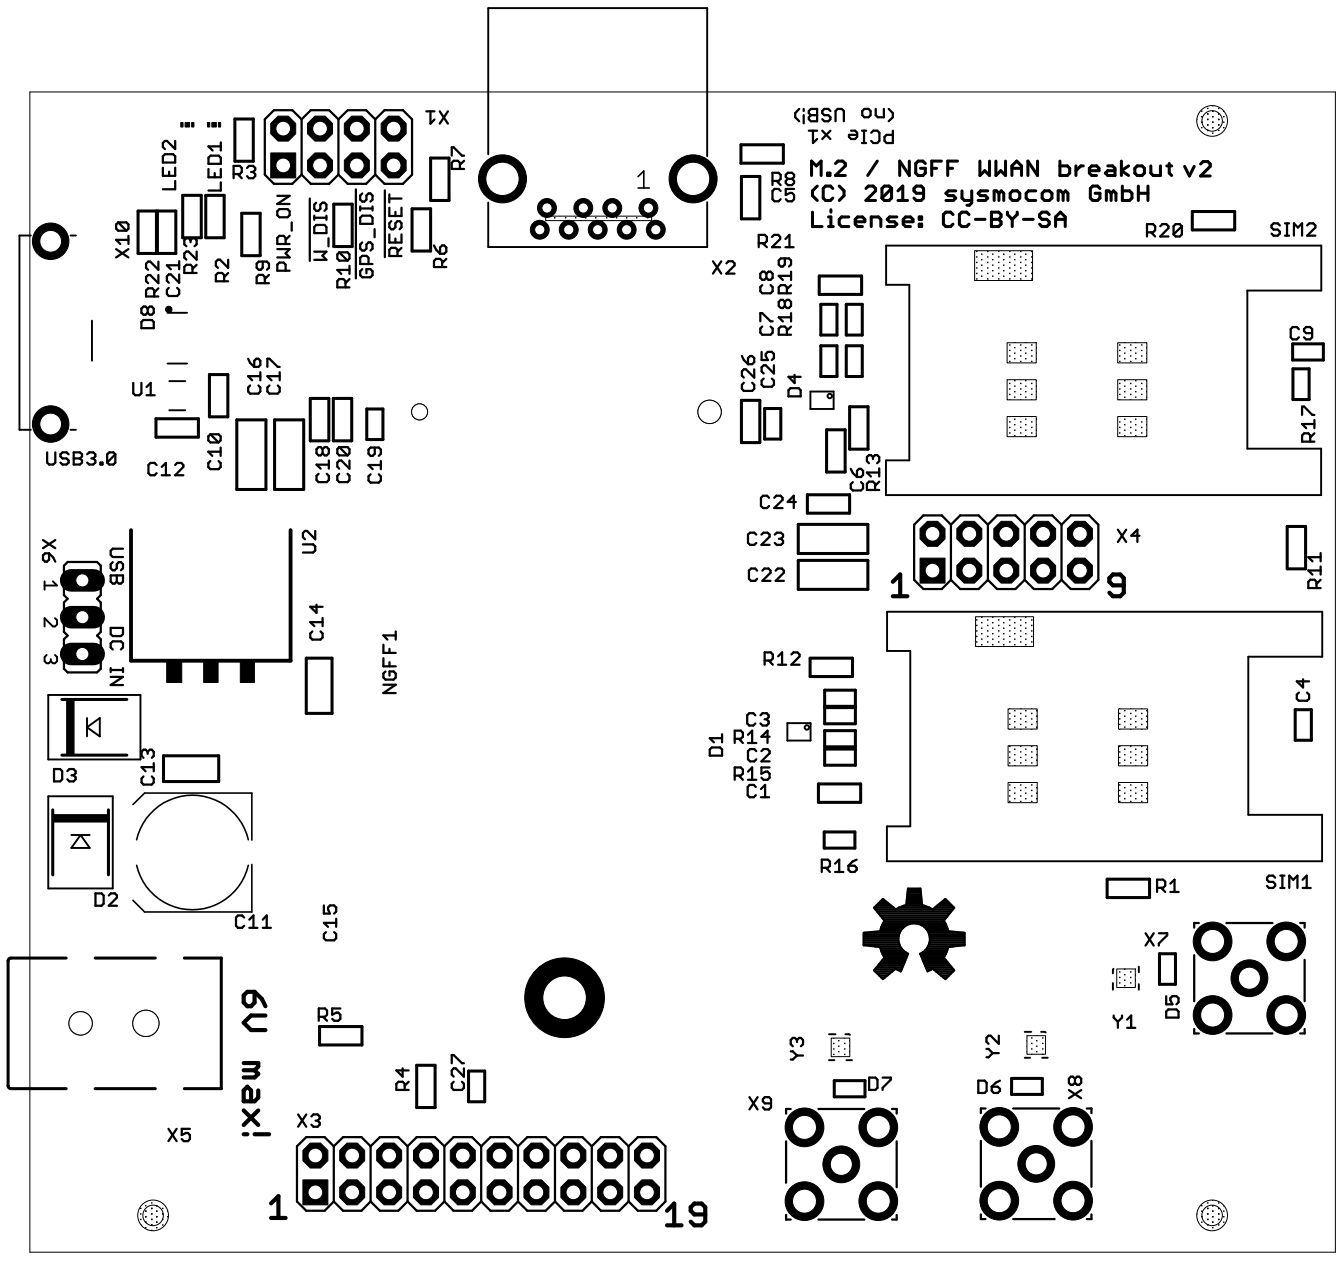 PCIe x1
(no USB!)
X1
LED2
LED1
R3
R7
1
M.2 / NGFF WWAN breakout v2
(C) 2019 sysmocom GmbH
License: CC-BY-SA
R8
C5
R20
SIM2
X10
R22
C21
R23
R2
R9
PWR_ON
W_DIS
R10
GPS_DIS
RESET
R6
R21
X2
C8
R19
C7
R18
D8
C9
U1
C16
C17
C26
C25
D4
R17
USB3.0
C12
C10
C18
C20
C19
C6
R13
C24
C23
C22
X4
1
9
R11
X6
1
2
3
USB
DC IN
U2
C14
NGFF1
R12
C4
C3
R14
C2
R15
C1
D1
D3
C13
R16
D2
C11
C15
R1
SIM1
X7
D5
Y1
6V max!
R5
Y3
Y2
R4
C27
D7
D6
X8
X9
X5
X3
1
19